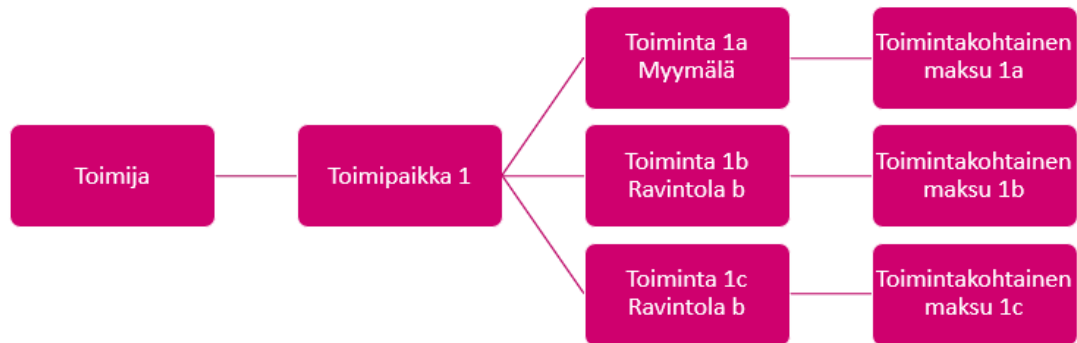 Toimija
Toimipaikka 1
Toiminta 1a
Myymälä
Toimintakohtainen
maksu 1a
Toiminta 1b
Ravintola b
Toimintakohtainen
maksu 1b
Toiminta 1c
Ravintola b
Toimintakohtainen
maksu 1c